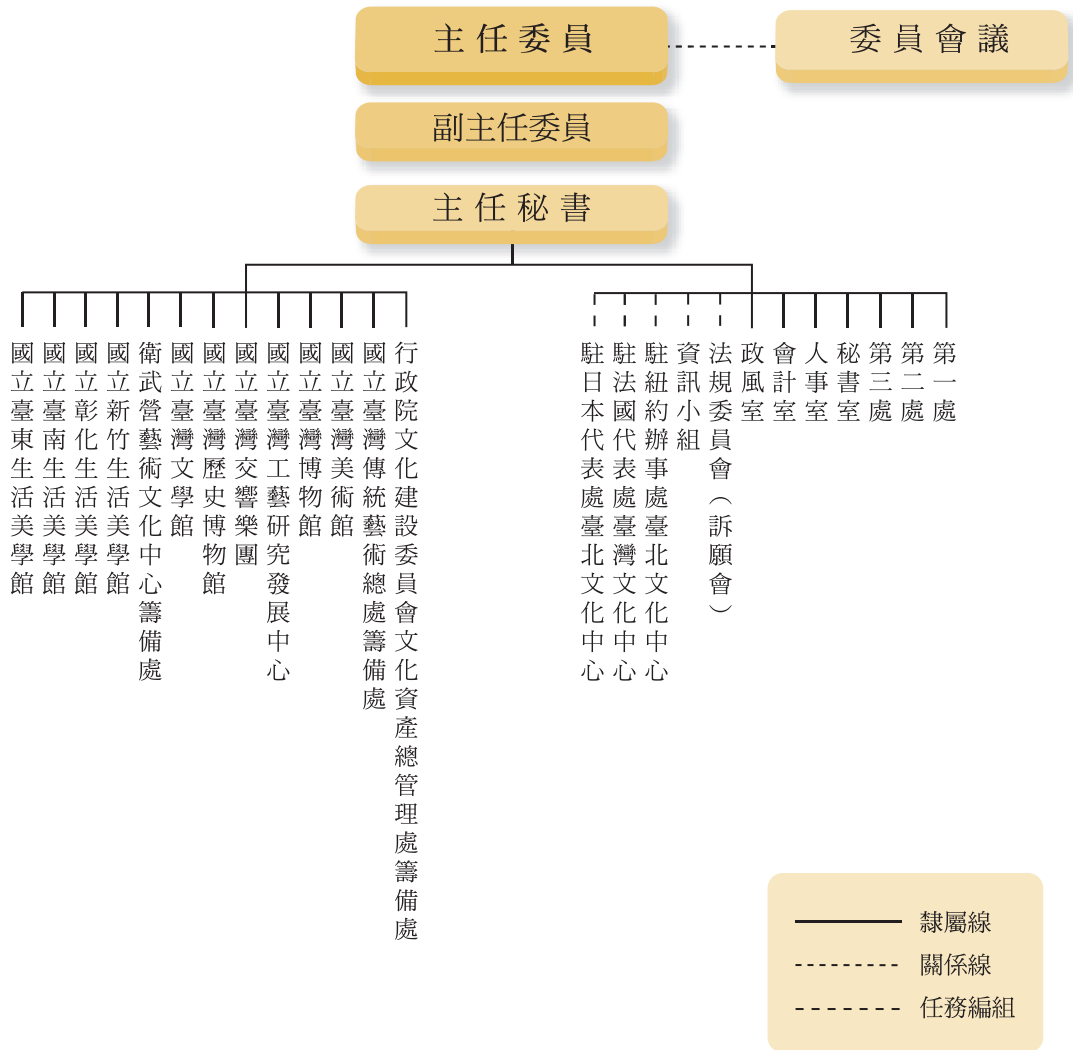 主任委員
委員會議
副主任委員
主任秘書
第一處
第二處
第三處
秘書室
人事室
會計室
政風室
法規委員會（訴願會）
資訊小組
駐紐約辦事處臺北文化中心
駐法國代表處臺灣文化中心
駐日本代表處臺北文化中心
行政院文化建設委員會文化資產總管理處籌備處
國立臺灣傳統藝術總處籌備處
國立臺灣美術館
國立臺灣博物館
國立臺灣工藝研究發展中心
國立臺灣交響樂團
國立臺灣歷史博物館
國立臺灣文學館
衛武營藝術文化中心籌備處
國立新竹生活美學館
國立彰化生活美學館
國立臺南生活美學館
國立臺東生活美學館
隸屬線
關係線
任務編組